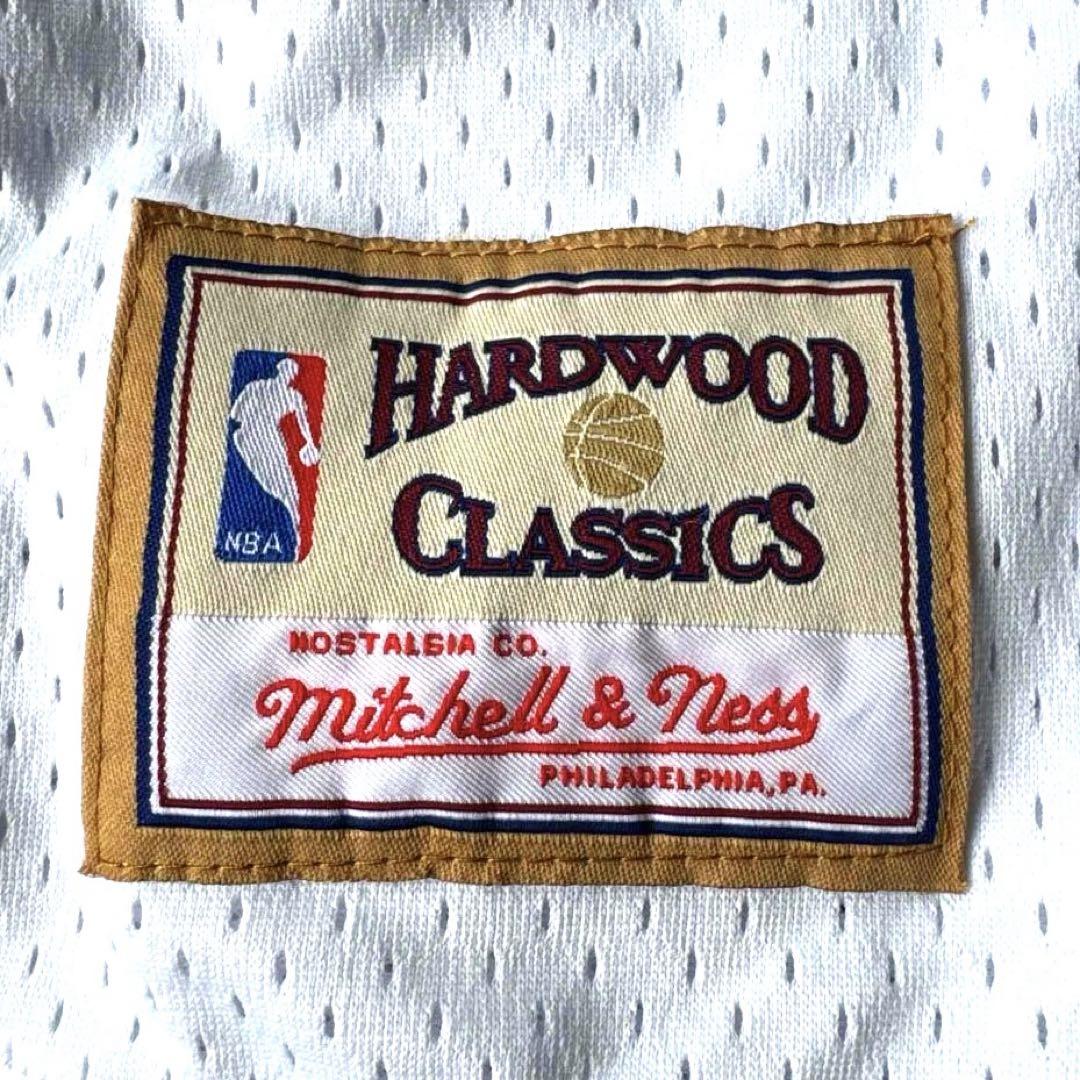 HARDWOOD
CLASSICS
NBA
NOSTALGIA CO.
Mitchell & Ness
PHILADELPHIA, PA.